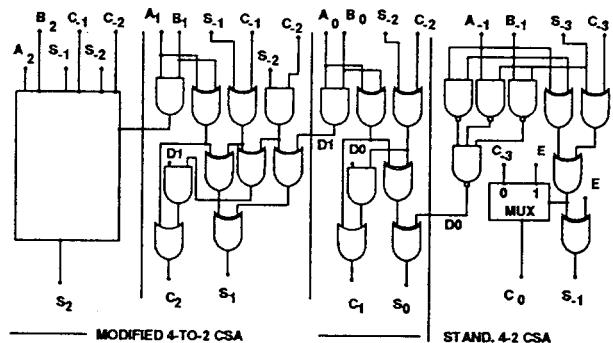 A2 B2 S-1 C-1 S-2 C-2
A1 B1 S-1 C-1 S-2 C-2
A0 B0 S-2 C-2
A-1 B-1 S-3 C-3
D1 D1 D0 D0
C-3 E E
0 1
MUX
S2 C2 S1 C1 S0 C0 S-1
MODIFIED 4-TO-2 CSA
STAND. 4-2 CSA